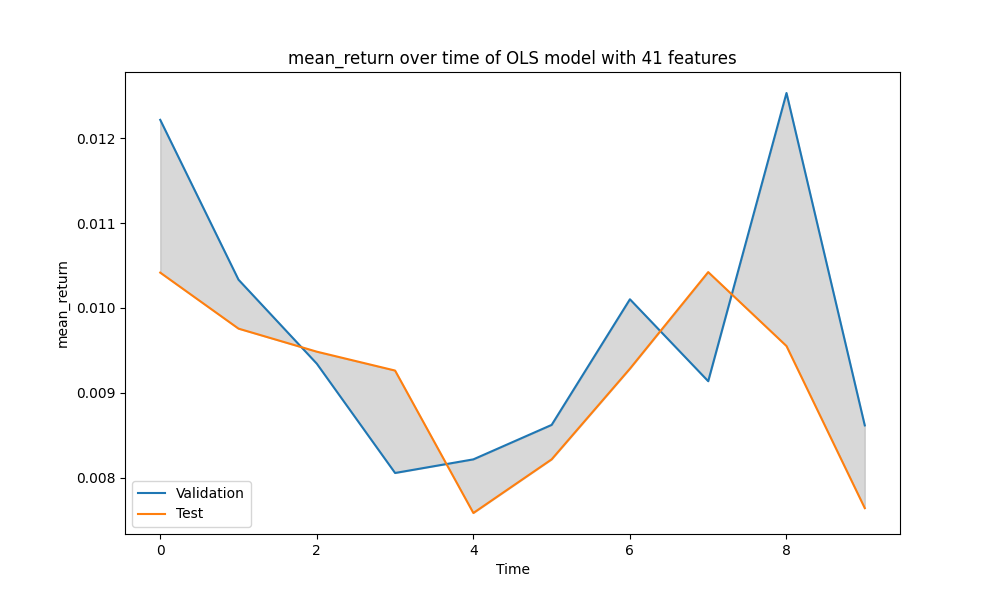 mean_return over time of OLS model with 41 features
mean_return
0.012
0.011
0.010
0.009
0.008
Validation
Test
0 2 4 6 8
Time